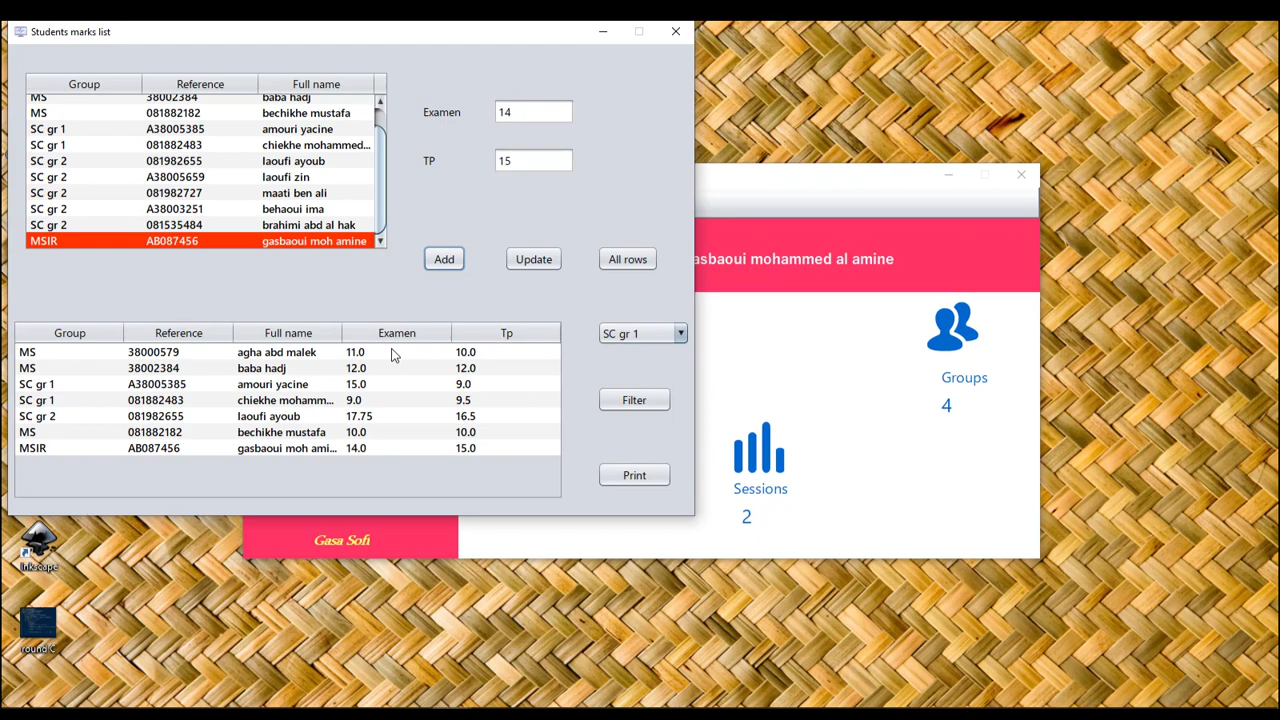 Students marks list
Group Reference Full name
MS 38002384 baba hadj
MS 081882182 bechikhe mustafa
SC gr 1 A38005385 amouri yacine
SC gr 1 081882483 chiekhe mohammed...
SC gr 2 081982655 laoufi ayoub
SC gr 2 A38005659 laoufi zin
SC gr 2 081982727 maati ben ali
SC gr 2 A38003251 behaoui ima
SC gr 2 081535484 brahimi abd al hak
MSIR AB087456 gasbaoui moh amine
Examen 14
TP 15
Add Update All rows
Group Reference Full name Examen Tp
MS 38000579 agha abd malek 11.0 10.0
MS 38002384 baba hadj 12.0 12.0
SC gr 1 A38005385 amouri yacine 15.0 9.0
SC gr 1 081882483 chiekhe mohamm... 9.0 9.5
SC gr 2 081982655 laoufi ayoub 17.75 16.5
MS 081882182 bechikhe mustafa 10.0 10.0
MSIR AB087456 gasbaoui moh ami... 14.0 15.0
SC gr 1
Filter
Print
asbaoui mohammed al amine
Groups
4
Sessions
2
Gasa Soft
Inkscape
round C